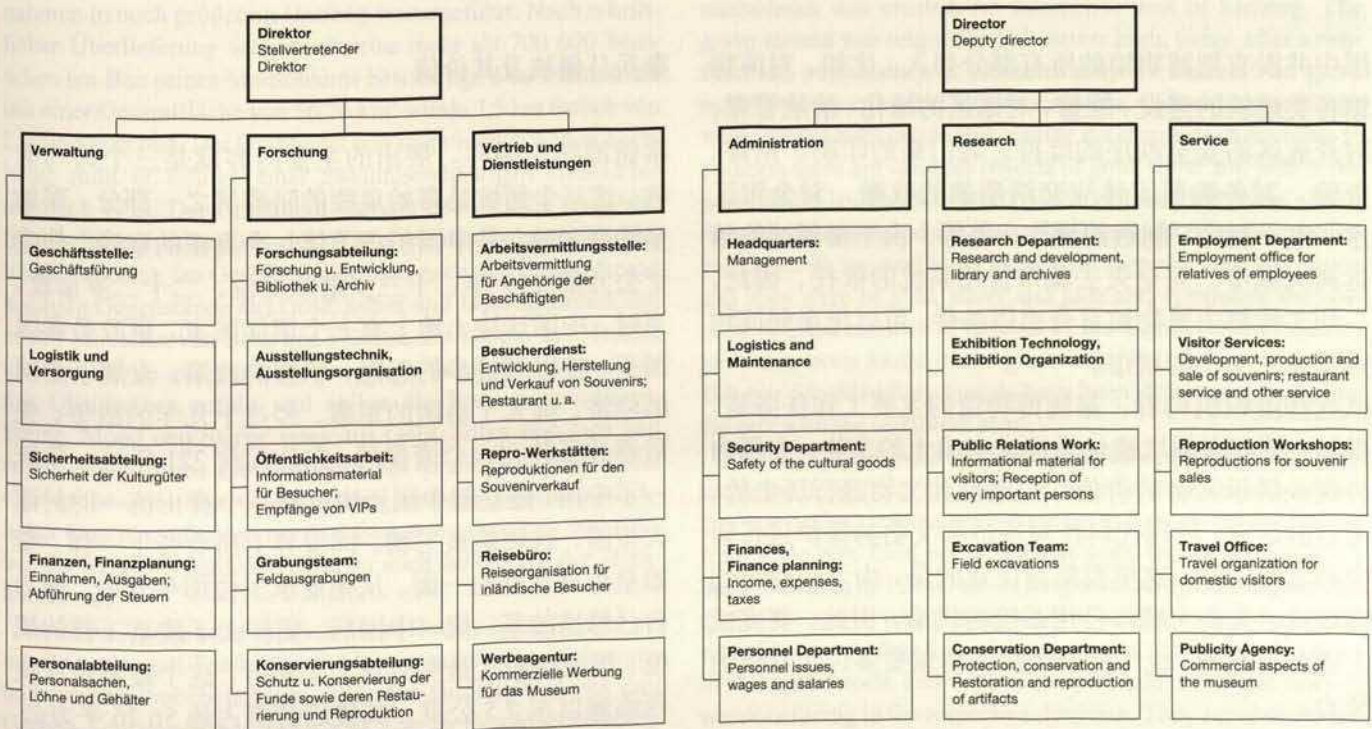 Direktor
Stellvertretender
Direktor
Verwaltung
Forschung
Vertrieb und
Dienstleistungen
Geschäftsstelle:
Geschäftsführung
Forschungsabteilung:
Forschung u. Entwicklung,
Bibliothek u. Archiv
Arbeitsvermittlungsstelle:
Arbeitsvermittlung
für Angehörige der
Beschäftigten
Logistik und
Versorgung
Ausstellungstechnik,
Ausstellungsorganisation
Besucherdienst:
Entwicklung, Herstellung
und Verkauf von Souvenirs;
Restaurant u. a.
Sicherheitsabteilung:
Sicherheit der Kulturgüter
Öffentlichkeitsarbeit:
Informationsmaterial
für Besucher;
Empfänge von VIPs
Repro-Werkstätten:
Reproduktionen für den
Souvenirverkauf
Finanzen, Finanzplanung:
Einnahmen, Ausgaben;
Abführung der Steuern
Grabungsteam:
Feldausgrabungen
Reisebüro:
Reiseorganisation für
inländische Besucher
Personalabteilung:
Personalsachen,
Löhne und Gehälter
Konservierungsabteilung:
Schutz u. Konservierung der
Funde sowie deren Restau-
rierung und Reproduktion
Werbeagentur:
Kommerzielle Werbung
für das Museum
Director
Deputy director
Administration
Research
Service
Headquarters:
Management
Research Department:
Research and development,
library and archives
Employment Department:
Employment office for
relatives of employees
Logistics and
Maintenance
Exhibition Technology,
Exhibition Organization
Visitor Services:
Development, production and
sale of souvenirs; restaurant
service and other service
Security Department:
Safety of the cultural goods
Public Relations Work:
Informational material for
visitors; Reception of
very important persons
Reproduction Workshops:
Reproductions for souvenir
sales
Finances,
Finance planning:
Income, expenses,
taxes
Excavation Team:
Field excavations
Travel Office:
Travel organization for
domestic visitors
Personnel Department:
Personnel issues,
wages and salaries
Conservation Department:
Protection, conservation and
Restoration and reproduction
of artifacts
Publicity Agency:
Commercial aspects of
the museum